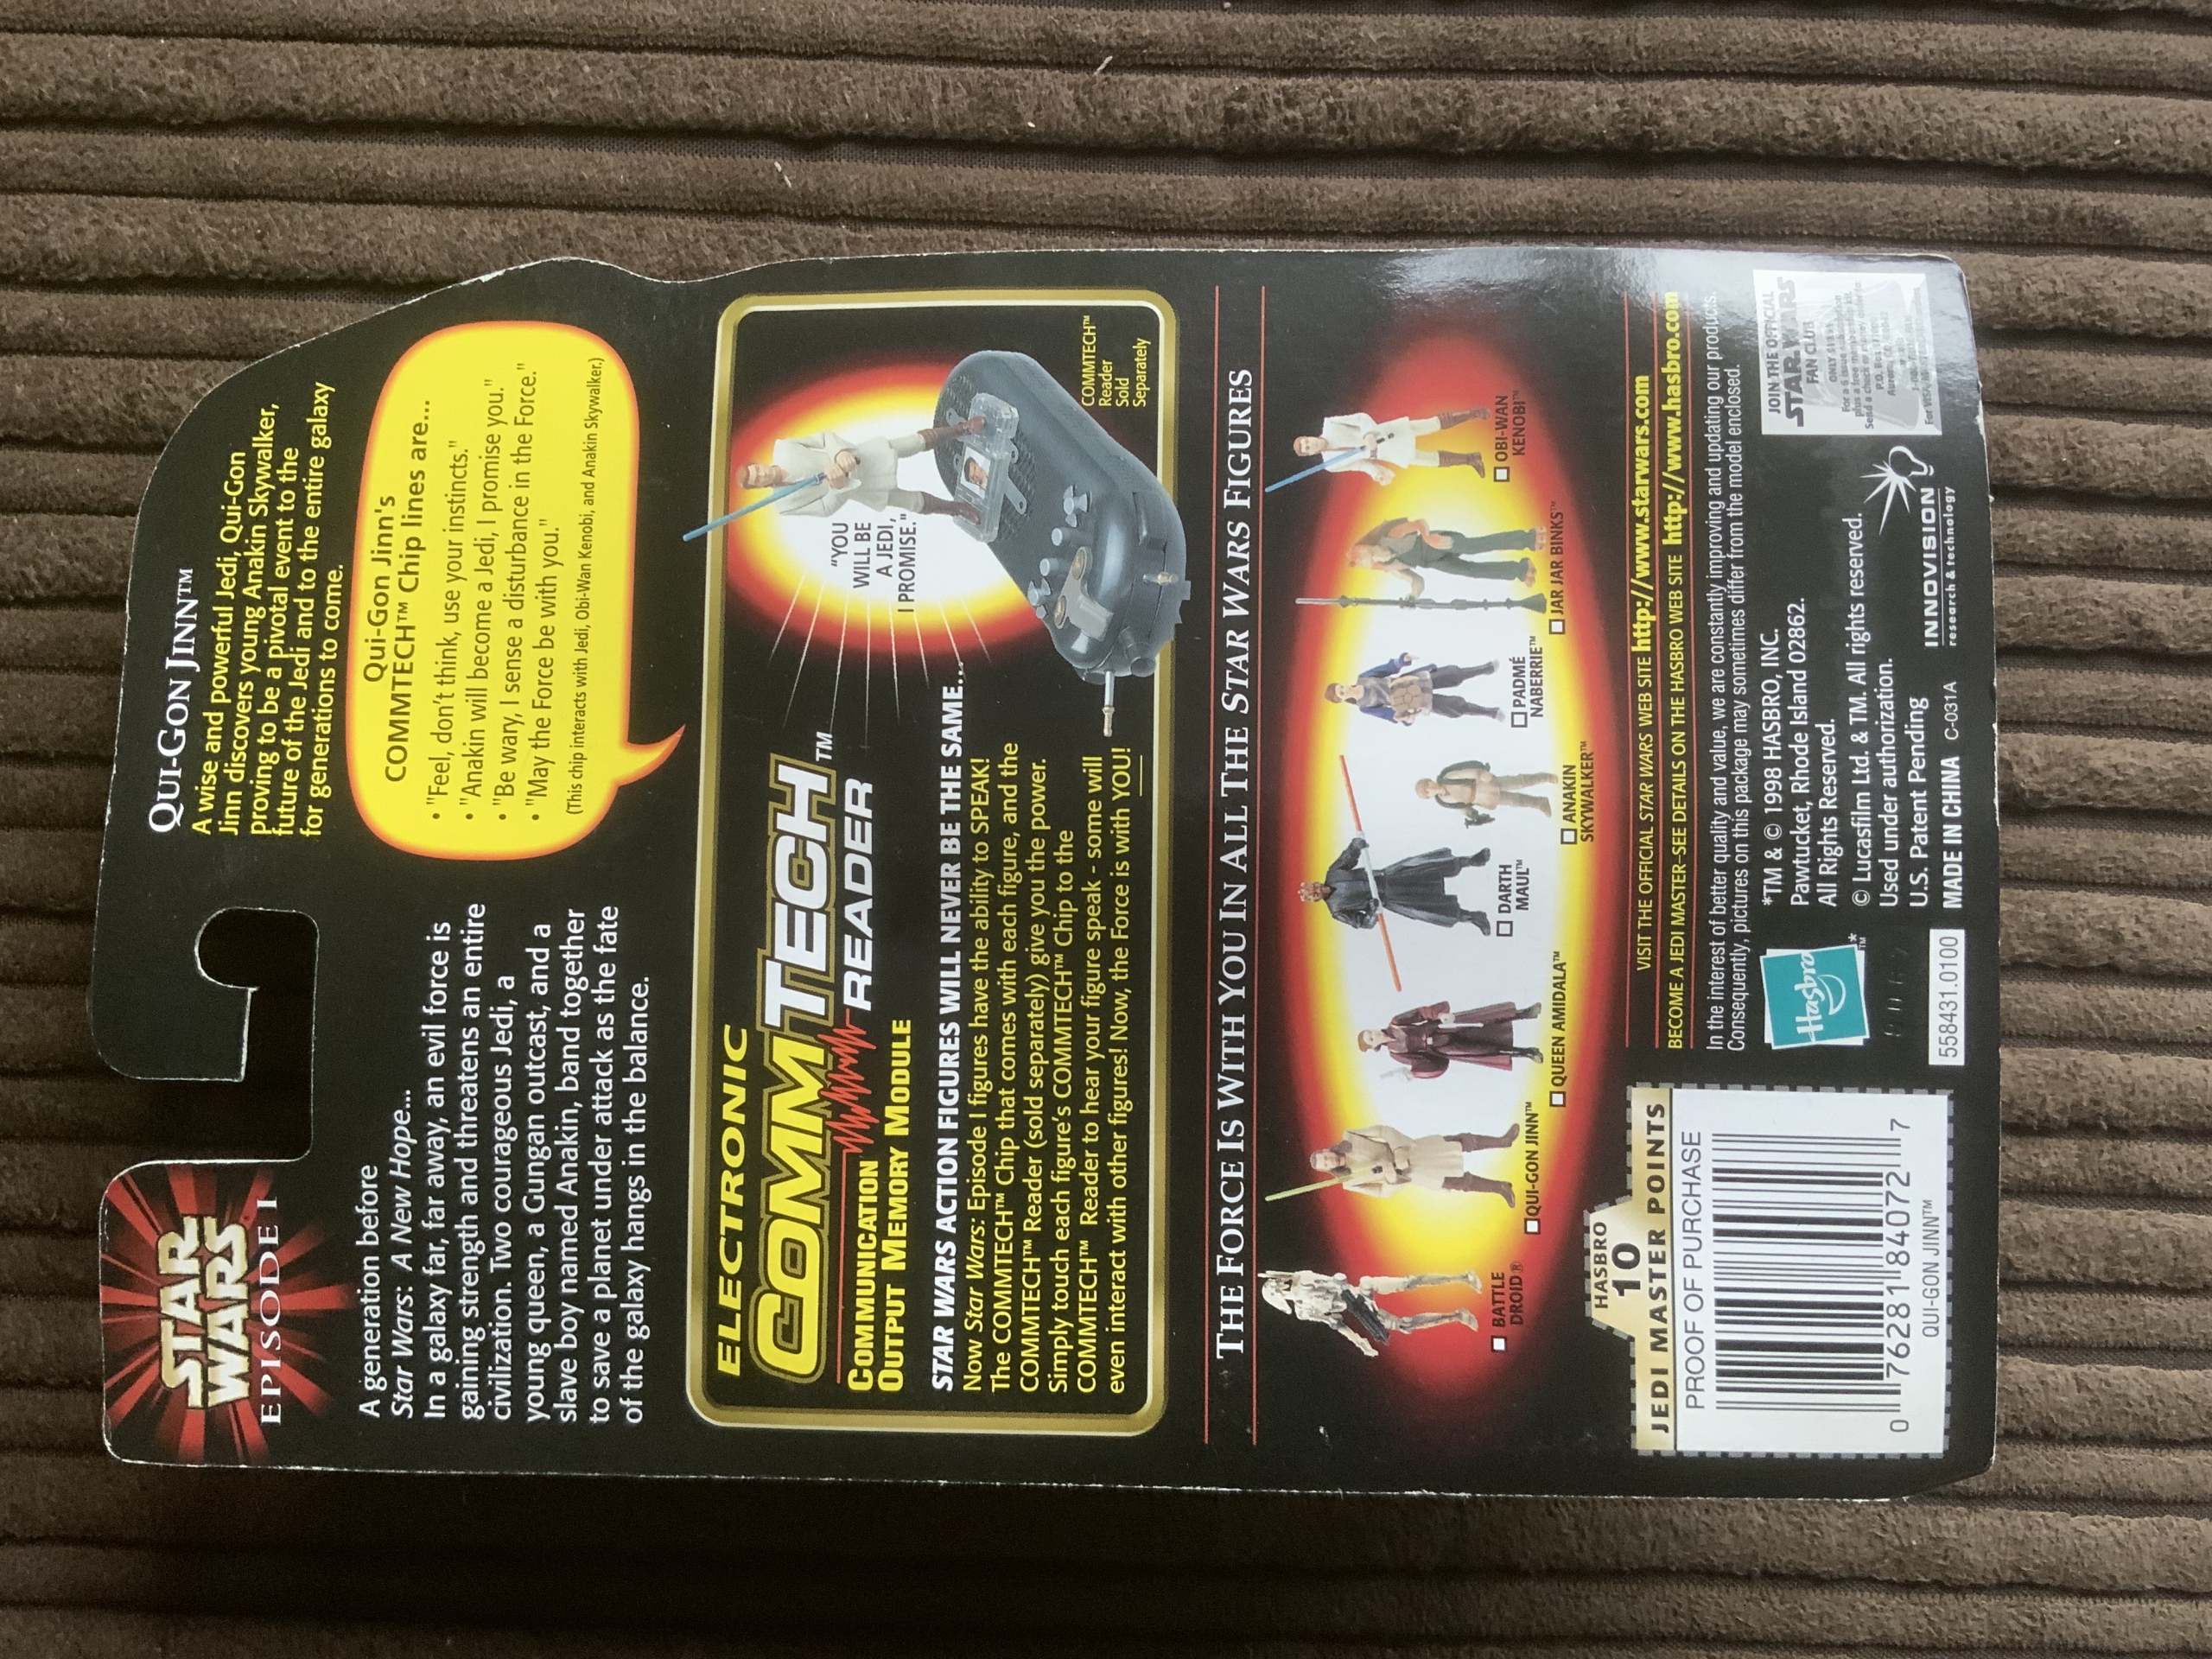 STAR
WARS
EPISODE I
A generation before
Star Wars: A New Hope...
In a galaxy far, far away, an evil force is
gaining strength and threatens an entire
civilization. Two courageous Jedi, a
young queen, a Gungan outcast, and a
slave boy named Anakin, band together
to save a planet under attack as the fate
of the galaxy hangs in the balance.
QUI-GON JINN™
A wise and powerful Jedi, Qui-Gon
Jinn discovers young Anakin Skywalker,
proving to be a pivotal event to the
future of the Jedi and to the entire galaxy
for generations to come.
Qui-Gon Jinn's
COMMTECH™ Chip lines are...
• "Feel, don't think, use your instincts."
• "Anakin will become a Jedi, I promise you."
• "Be wary, I sense a disturbance in the Force."
• "May the Force be with you."
(This chip interacts with Jedi, Obi-Wan Kenobi, and Anakin Skywalker.)
ELECTRONIC
COMMTECH™
READER
COMMUNICATION
OUTPUT MEMORY MODULE
STAR WARS ACTION FIGURES WILL NEVER BE THE SAME...
Now Star Wars: Episode I figures have the ability to SPEAK!
The COMMTECH™ Chip that comes with each figure, and the
COMMTECH™ Reader (sold separately) give you the power.
Simply touch each figure's COMMTECH™ Chip to the
COMMTECH™ Reader to hear your figure speak - some will
even interact with other figures! Now, the Force is with YOU!
"YOU
WILL BE
A JEDI,
I PROMISE."
COMMTECH™
Reader
Sold
Separately
THE FORCE IS WITH YOU IN ALL THE STAR WARS FIGURES
BATTLE
DROID®
QUI-GON JINN™
QUEEN AMIDALA™
DARTH
MAUL™
ANAKIN
SKYWALKER™
PADMÉ
NABERRIE™
JAR JAR BINKS™
OBI-WAN
KENOBI™
HASBRO
10
JEDI MASTER POINTS
PROOF OF PURCHASE
0 76281 84072 7
QUI-GON JINN™
VISIT THE OFFICIAL STAR WARS WEB SITE http://www.starwars.com
BECOME A JEDI MASTER–SEE DETAILS ON THE HASBRO WEB SITE http://www.hasbro.com
In the interest of better quality and value, we are constantly improving and updating our products.
Consequently, pictures on this package may sometimes differ from the model enclosed.
Hasbro
™*
558431.0100
*TM & © 1998 HASBRO, INC.
Pawtucket, Rhode Island 02862.
All Rights Reserved.
© Lucasfilm Ltd. & TM. All rights reserved.
Used under authorization.
U.S. Patent Pending
MADE IN CHINA C-031A
INNOVISION
research & technology
JOIN THE OFFICIAL
STAR WARS
FAN CLUB